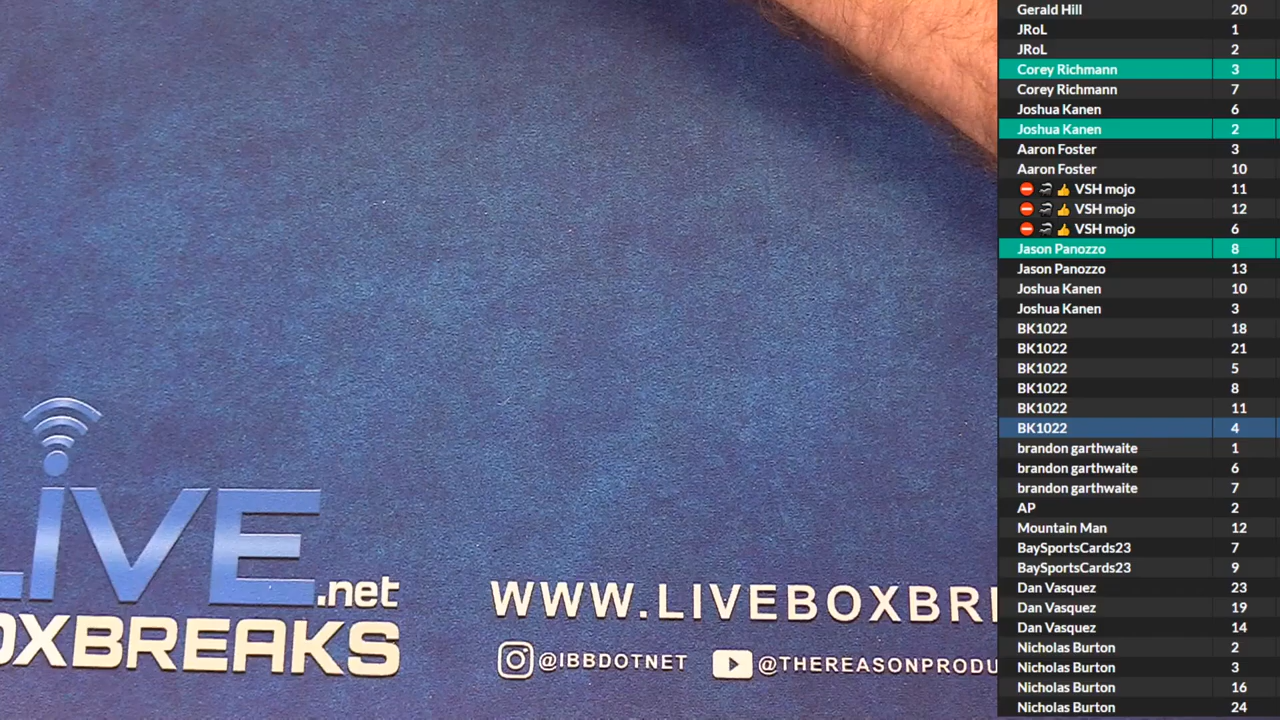 Gerald Hill 20
JRoL 1
JRoL 2
Corey Richmann 3
Corey Richmann 7
Joshua Kanen 6
Joshua Kanen 2
Aaron Foster 3
Aaron Foster 10
⛔ 👍 VSH mojo 11
⛔ 👍 VSH mojo 12
⛔ 👍 VSH mojo 6
Jason Panozzo 8
Jason Panozzo 13
Joshua Kanen 10
Joshua Kanen 3
BK1022 18
BK1022 21
BK1022 5
BK1022 8
BK1022 11
BK1022 4
brandon garthwaite 1
brandon garthwaite 6
brandon garthwaite 7
AP 2
Mountain Man 12
BaySportsCards23 7
BaySportsCards23 9
Dan Vasquez 23
Dan Vasquez 19
Dan Vasquez 14
Nicholas Burton 2
Nicholas Burton 3
Nicholas Burton 16
Nicholas Burton 24
LIVE.net
OXBREAKS
WWW.LIVEBOXBR
@IBBDOTNET @THEREASONPRODU